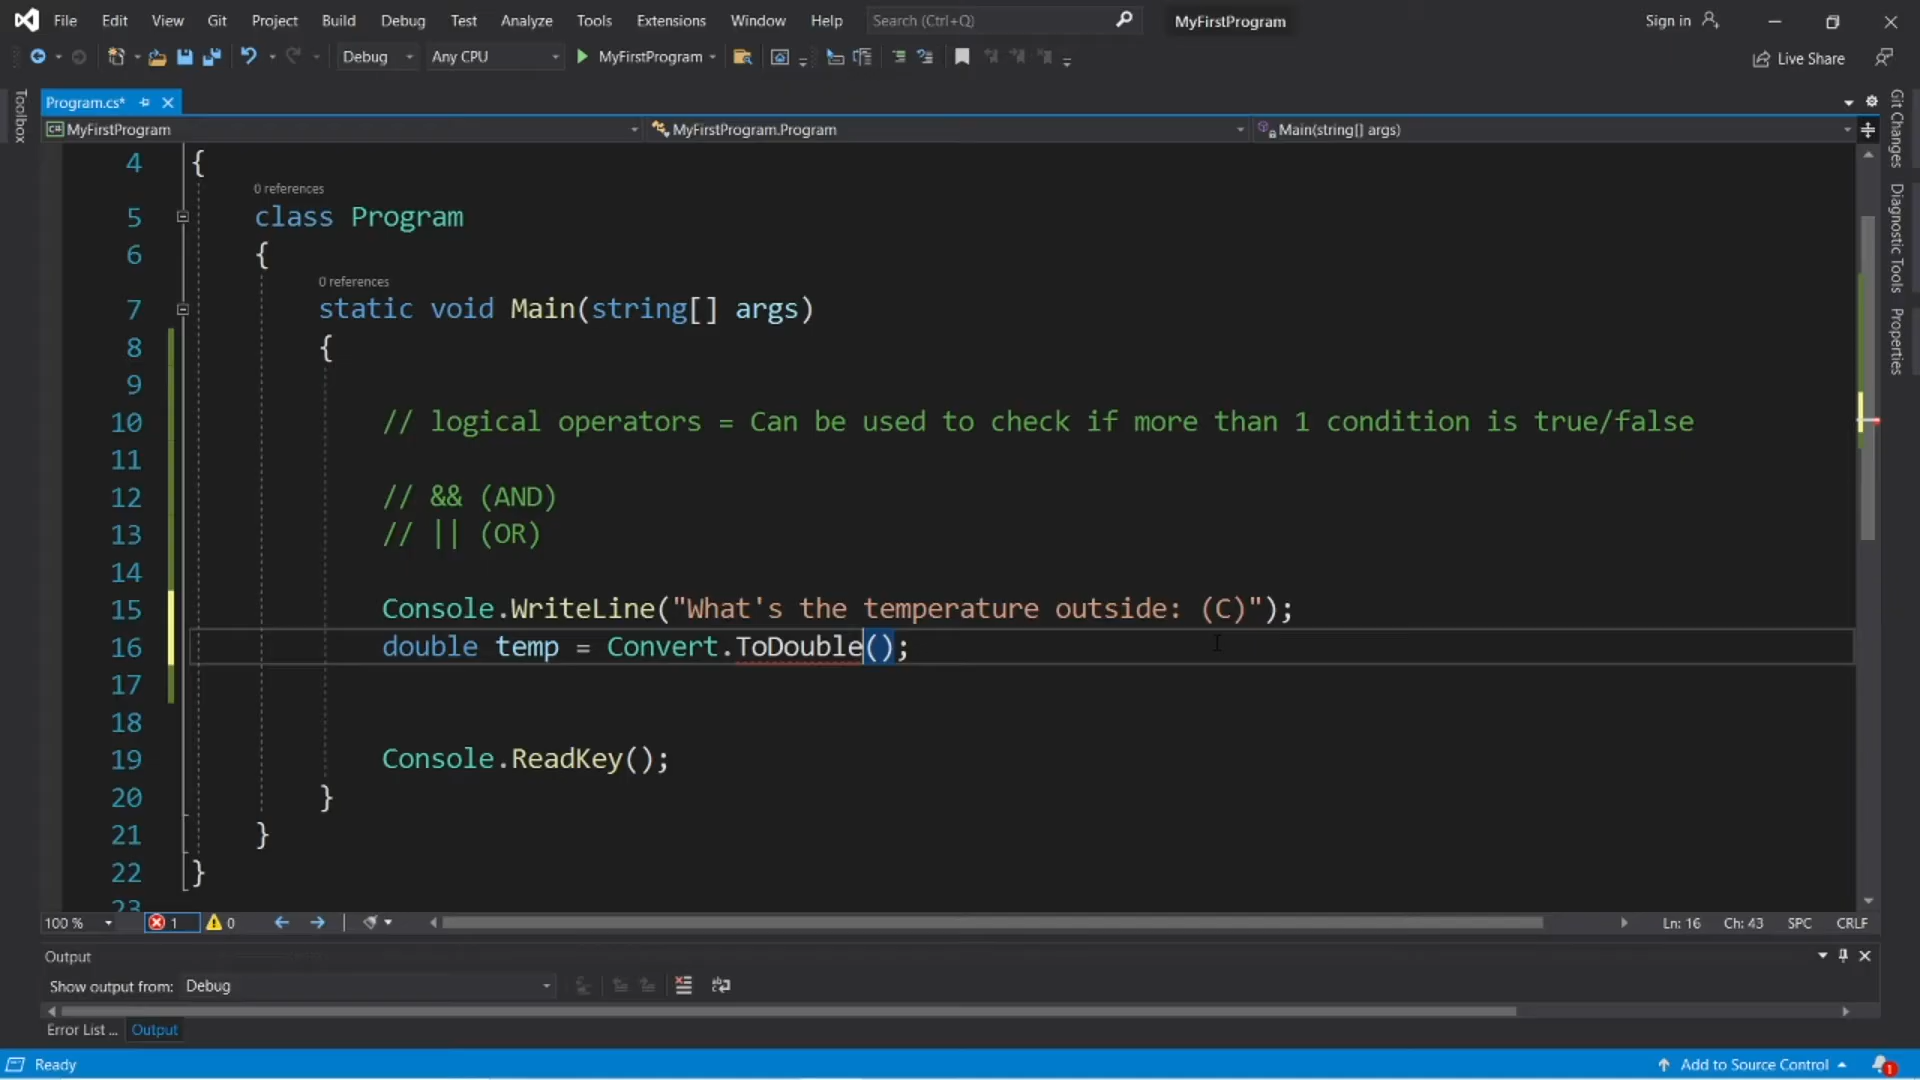 File Edit View Git Project Build Debug Test Analyze Tools Extensions Window Help Search (Ctrl+Q) MyFirstProgram Sign in
Debug Any CPU MyFirstProgram Live Share
Program.cs*
MyFirstProgram MyFirstProgram.Program Main(string[] args)
Toolbox
Git Changes
Diagnostic Tools
Properties
4 {
0 references
5 class Program
6 {
0 references
7 static void Main(string[] args)
8 {
9
10 // logical operators = Can be used to check if more than 1 condition is true/false
11
12 // && (AND)
13 // || (OR)
14
15 Console.WriteLine("What's the temperature outside: (C)");
16 double temp = Convert.ToDouble();
17
18
19 Console.ReadKey();
20 }
21 }
22 }
23
100 % 1 0 Ln: 16 Ch: 43 SPC CRLF
Output
Show output from: Debug
Error List ... Output
Ready Add to Source Control 1